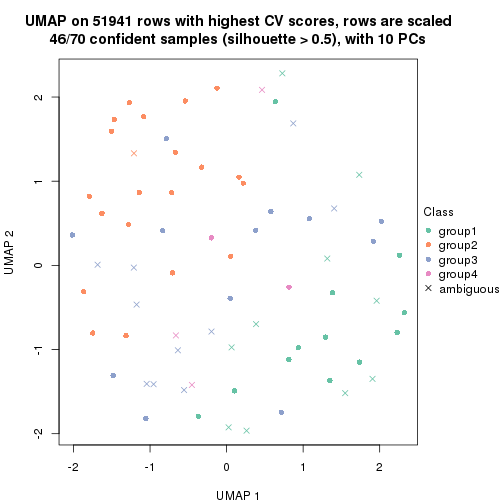 UMAP on 51941 rows with highest CV scores, rows are scaled
46/70 confident samples (silhouette > 0.5), with 10 PCs
2
1
0
-1
-2
UMAP 2
-2
-1
0
1
2
UMAP 1
Class
group1
group2
group3
group4
ambiguous